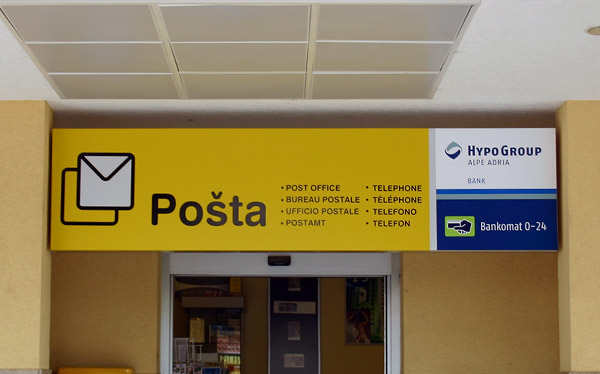 Pošta
• POST OFFICE
• BUREAU POSTALE
• UFFICIO POSTALE
• POSTAMT
• TELEPHONE
• TÉLÉPHONE
• TELEFONO
• TELEFON
HYPO GROUP
ALPE ADRIA
BANK
Bankomat 0-24